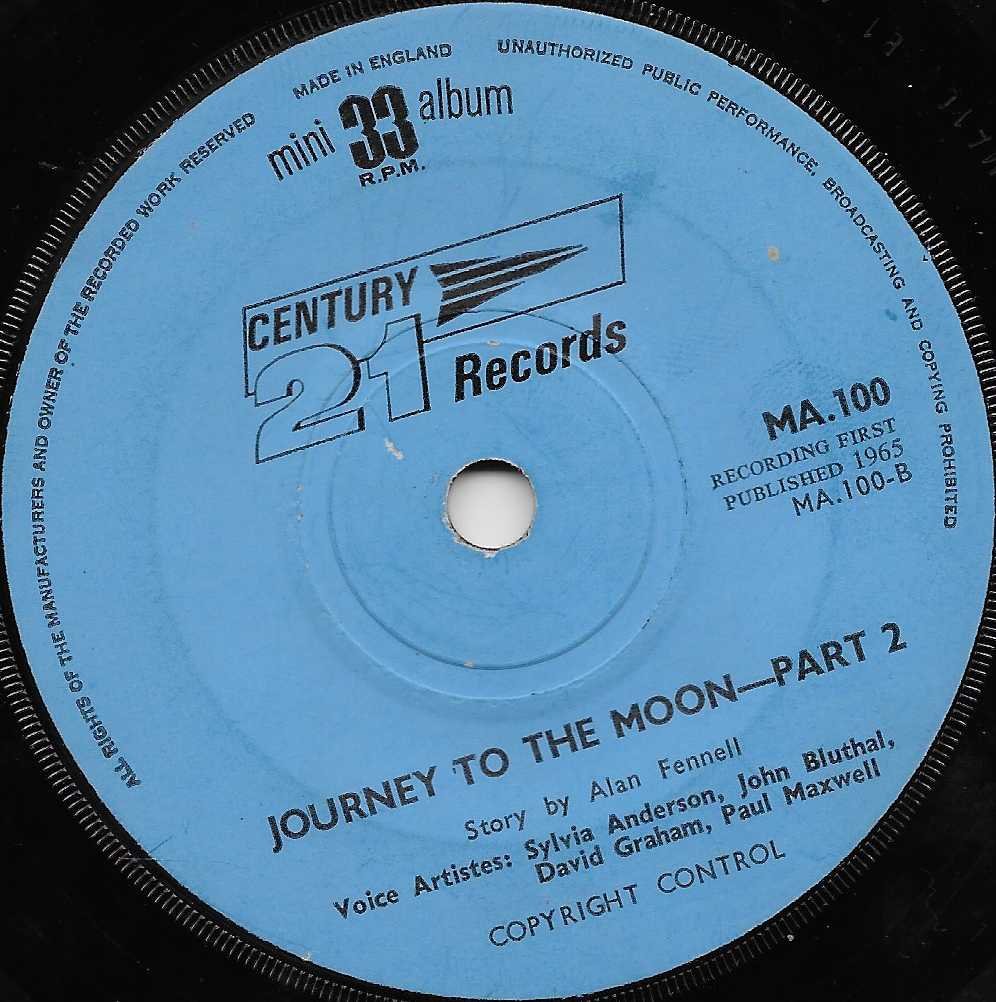 ALL RIGHTS OF THE MANUFACTURERS AND OWNER OF THE RECORDED WORK RESERVED
MADE IN ENGLAND
UNAUTHORIZED PUBLIC PERFORMANCE, BROADCASTING AND COPYING PROHIBITED
mini 33 album
R.P.M.
CENTURY
21 Records
MA.100
RECORDING FIRST
PUBLISHED 1965
MA.100-B
JOURNEY TO THE MOON—PART 2
Story by Alan Fennell
Voice Artistes: Sylvia Anderson, John Bluthal,
David Graham, Paul Maxwell
COPYRIGHT CONTROL